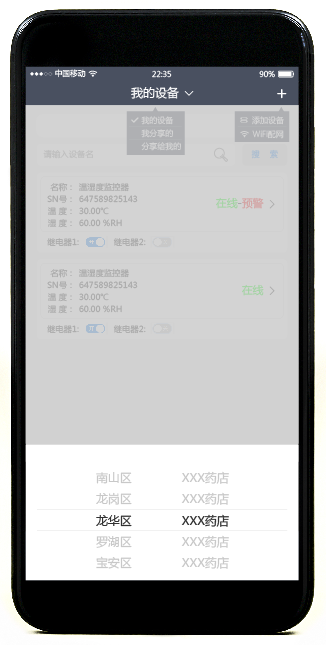 中国移动 22:35 90%
我的设备 +
我的设备
我分享的
分享给我的
添加设备
WiFi配网
请输入设备名 搜 索
名称： 温湿度监控器
SN号： 647589825143
温 度： 30.00℃
湿 度： 60.00 %RH
在线-预警
继电器1: 开 继电器2:
名称： 温湿度监控器
SN号： 647589825143
温 度： 30.00℃
湿 度： 60.00 %RH
在线
继电器1: 开 继电器2:
南山区 XXX药店
龙岗区 XXX药店
龙华区 XXX药店
罗湖区 XXX药店
宝安区 XXX药店